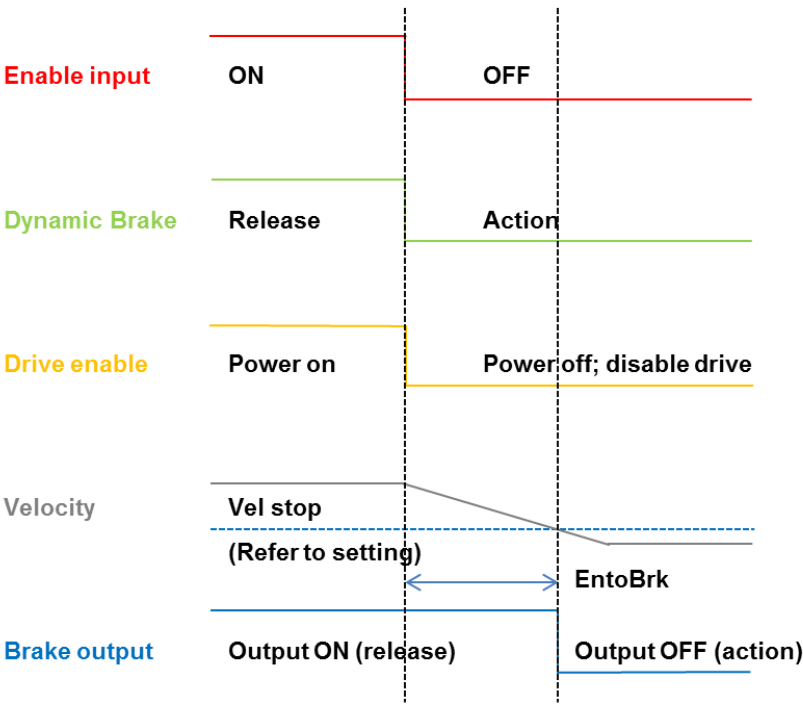 Enable input ON OFF
Dynamic Brake Release Action
Drive enable Power on Power off; disable drive
Velocity Vel stop
(Refer to setting)
EntoBrk
Brake output Output ON (release) Output OFF (action)